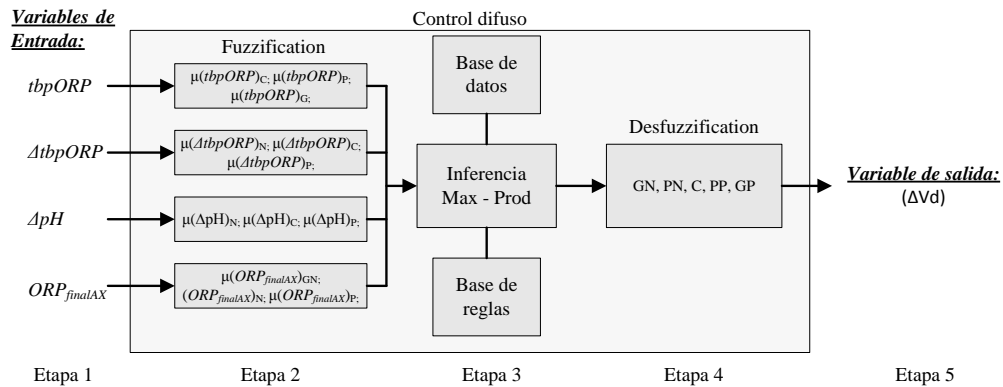 Variables de
Entrada:
Control difuso
Fuzzification
tbpORP
μ(tbpORP)C; μ(tbpORP)P;
μ(tbpORP)G;
ΔtbpORP
μ(ΔtbpORP)N; μ(ΔtbpORP)C;
μ(ΔtbpORP)P;
ΔpH
μ(ΔpH)N; μ(ΔpH)C; μ(ΔpH)P;
ORPfinalAX
μ(ORPfinalAX)GN;
(ORPfinalAX)N; μ(ORPfinalAX)P;
Base de
datos
Inferencia
Max - Prod
Base de
reglas
Desfuzzification
GN, PN, C, PP, GP
Variable de salida:
(ΔVd)
Etapa 1
Etapa 2
Etapa 3
Etapa 4
Etapa 5